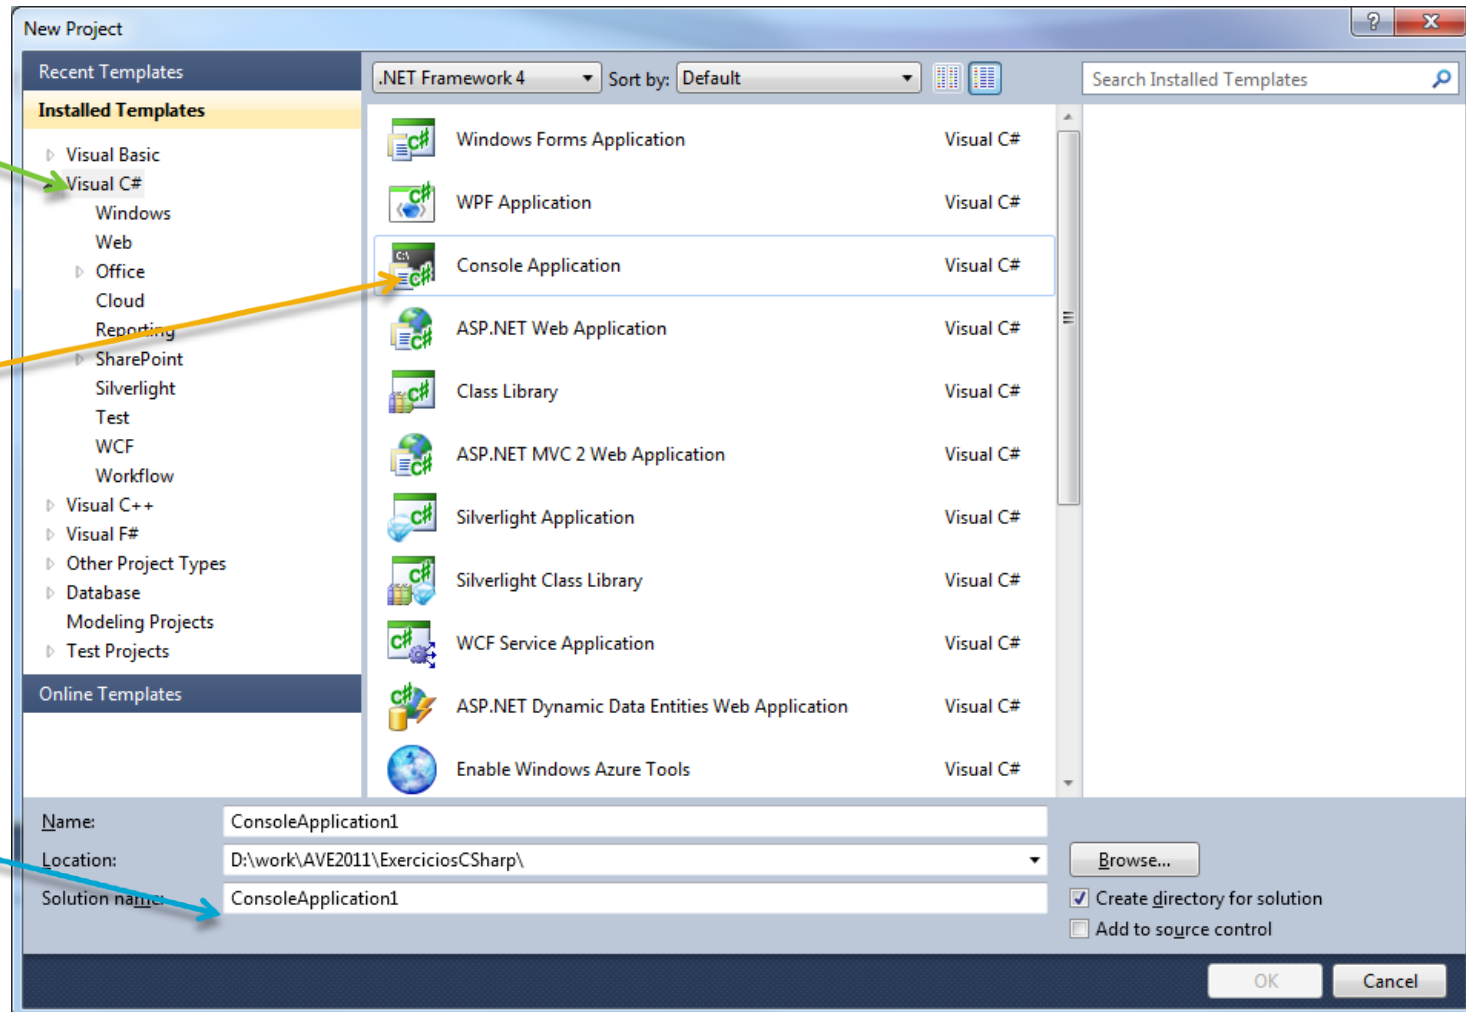 New Project
?
Recent Templates
Installed Templates
Visual Basic
Visual C#
Windows
Web
Office
Cloud
Reporting
SharePoint
Silverlight
Test
WCF
Workflow
Visual C++
Visual F#
Other Project Types
Database
Modeling Projects
Test Projects
Online Templates
.NET Framework 4 Sort by: Default
Search Installed Templates
Windows Forms Application Visual C#
WPF Application Visual C#
Console Application Visual C#
ASP.NET Web Application Visual C#
Class Library Visual C#
ASP.NET MVC 2 Web Application Visual C#
Silverlight Application Visual C#
Silverlight Class Library Visual C#
WCF Service Application Visual C#
ASP.NET Dynamic Data Entities Web Application Visual C#
Enable Windows Azure Tools Visual C#
Name: ConsoleApplication1
Location: D:\work\AVE2011\ExerciciosCSharp\ Browse...
Solution name: ConsoleApplication1
Create directory for solution
Add to source control
OK Cancel